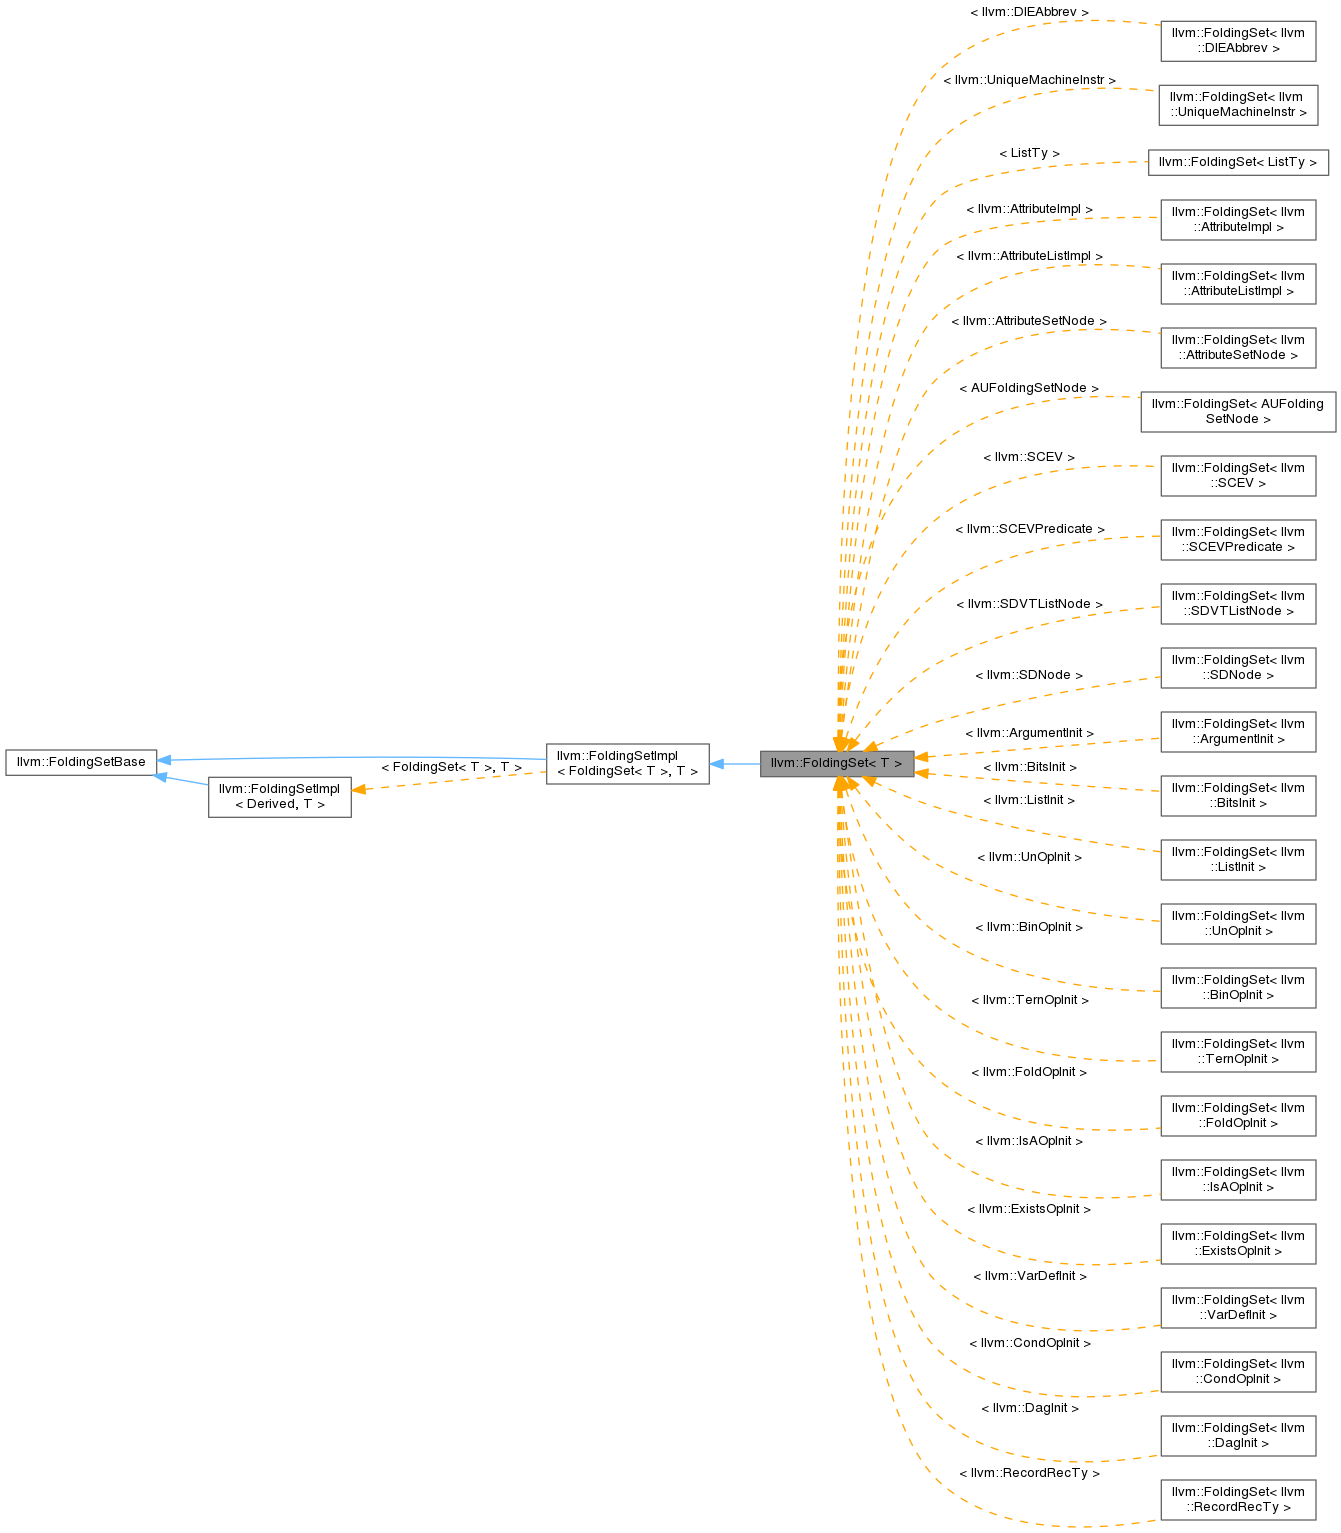 < llvm::DIEAbbrev >
llvm::FoldingSet< llvm
::DIEAbbrev >
< llvm::UniqueMachineInstr >
llvm::FoldingSet< llvm
::UniqueMachineInstr >
< ListTy >
llvm::FoldingSet< ListTy >
< llvm::AttributeImpl >
llvm::FoldingSet< llvm
::AttributeImpl >
< llvm::AttributeListImpl >
llvm::FoldingSet< llvm
::AttributeListImpl >
< llvm::AttributeSetNode >
llvm::FoldingSet< llvm
::AttributeSetNode >
< AUFoldingSetNode >
llvm::FoldingSet< AUFolding
SetNode >
< llvm::SCEV >
llvm::FoldingSet< llvm
::SCEV >
< llvm::SCEVPredicate >
llvm::FoldingSet< llvm
::SCEVPredicate >
< llvm::SDVTListNode >
llvm::FoldingSet< llvm
::SDVTListNode >
< llvm::SDNode >
llvm::FoldingSet< llvm
::SDNode >
< llvm::ArgumentInit >
llvm::FoldingSet< llvm
::ArgumentInit >
llvm::FoldingSetBase
llvm::FoldingSetImpl
< Derived, T >
< FoldingSet< T >, T >
llvm::FoldingSetImpl
< FoldingSet< T >, T >
llvm::FoldingSet< T >
< llvm::BitsInit >
llvm::FoldingSet< llvm
::BitsInit >
< llvm::ListInit >
llvm::FoldingSet< llvm
::ListInit >
< llvm::UnOpInit >
llvm::FoldingSet< llvm
::UnOpInit >
< llvm::BinOpInit >
llvm::FoldingSet< llvm
::BinOpInit >
< llvm::TernOpInit >
llvm::FoldingSet< llvm
::TernOpInit >
< llvm::FoldOpInit >
llvm::FoldingSet< llvm
::FoldOpInit >
< llvm::IsAOpInit >
llvm::FoldingSet< llvm
::IsAOpInit >
< llvm::ExistsOpInit >
llvm::FoldingSet< llvm
::ExistsOpInit >
< llvm::VarDefInit >
llvm::FoldingSet< llvm
::VarDefInit >
< llvm::CondOpInit >
llvm::FoldingSet< llvm
::CondOpInit >
< llvm::DagInit >
llvm::FoldingSet< llvm
::DagInit >
< llvm::RecordRecTy >
llvm::FoldingSet< llvm
::RecordRecTy >